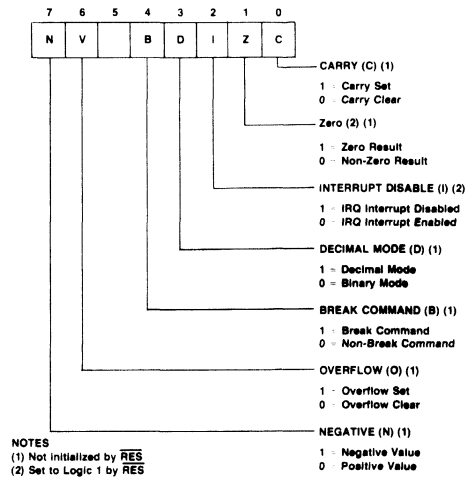 7 6 5 4 3 2 1 0
N V B D I Z C
CARRY (C) (1)
1 = Carry Set
0 = Carry Clear
Zero (2) (1)
1 = Zero Result
0 = Non-Zero Result
INTERRUPT DISABLE (I) (2)
1 = IRQ Interrupt Disabled
0 = IRQ Interrupt Enabled
DECIMAL MODE (D) (1)
1 = Decimal Mode
0 = Binary Mode
BREAK COMMAND (B) (1)
1 = Break Command
0 = Non-Break Command
OVERFLOW (O) (1)
1 = Overflow Set
0 = Overflow Clear
NEGATIVE (N) (1)
1 = Negative Value
0 = Positive Value
NOTES
(1) Not initialized by RES
(2) Set to Logic 1 by RES